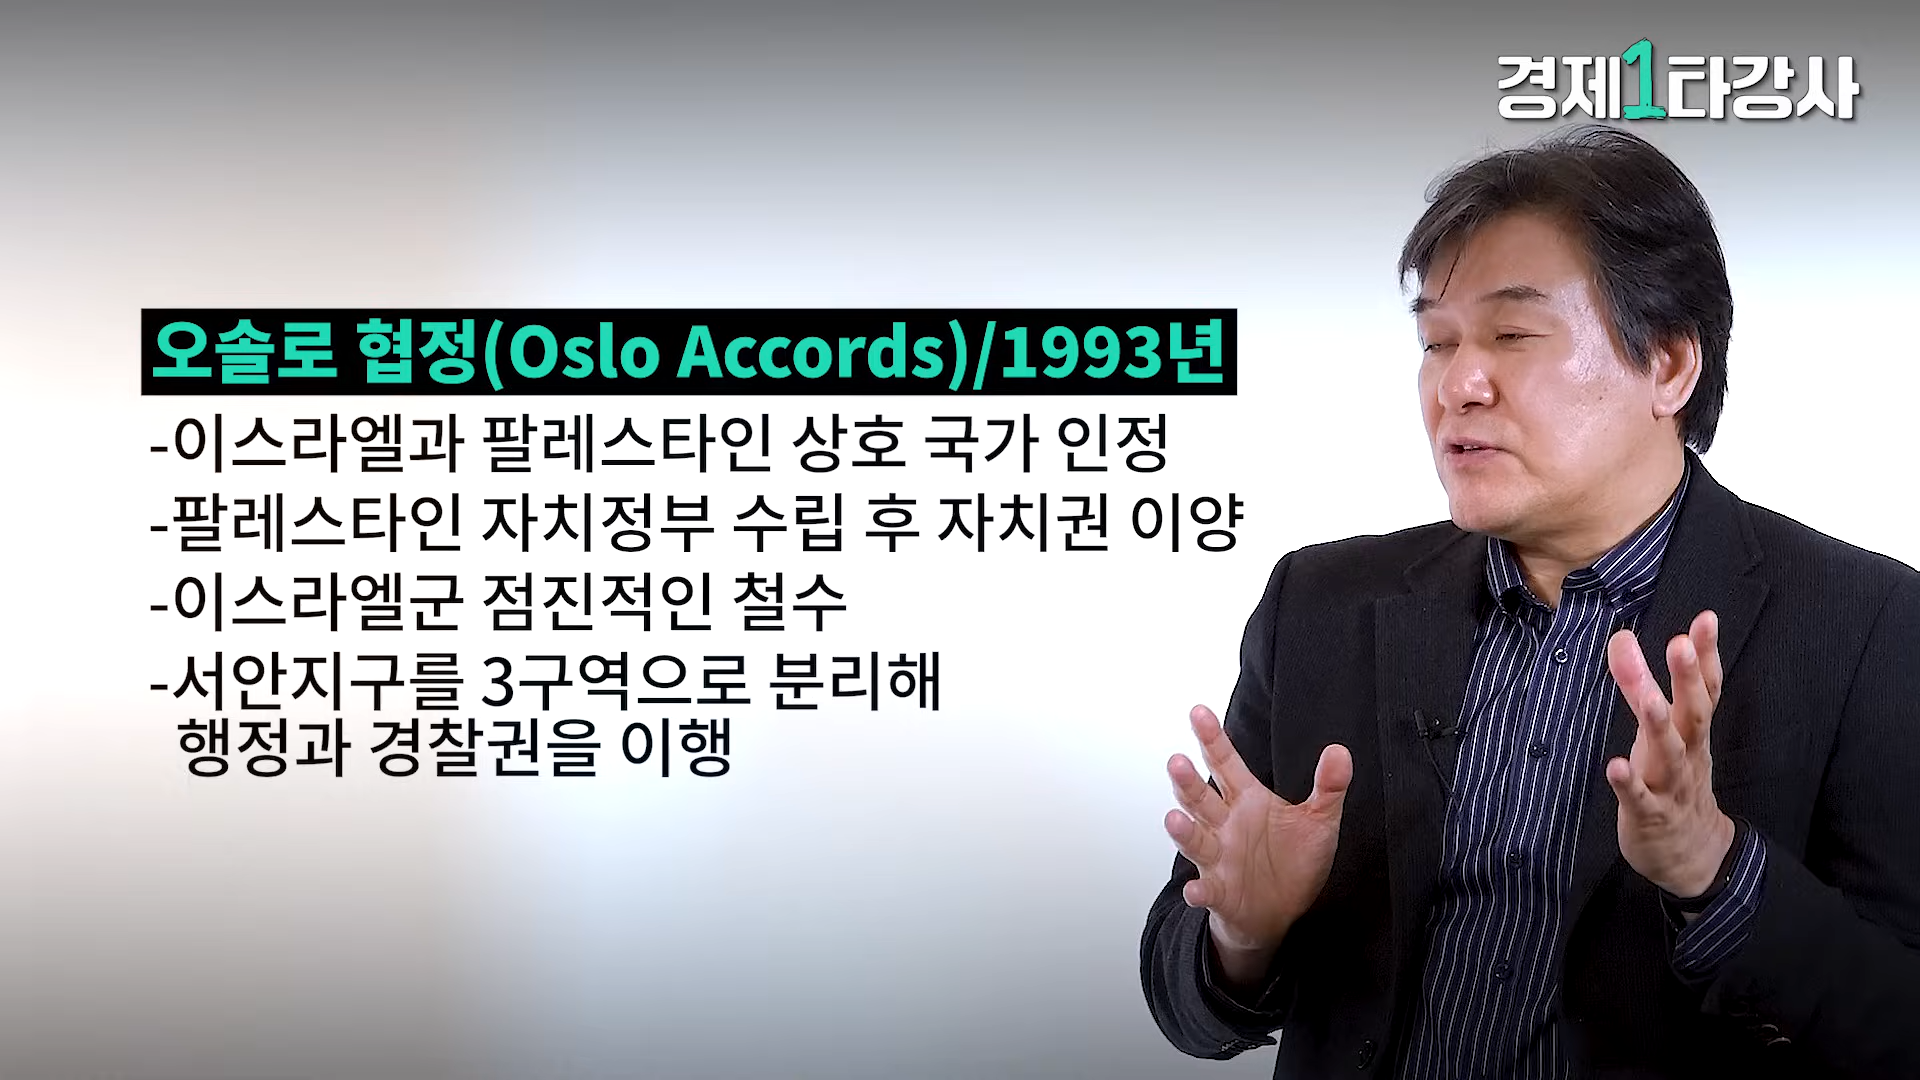 경제1타강사
오솔로 협정(Oslo Accords)/1993년
-이스라엘과 팔레스타인 상호 국가 인정
-팔레스타인 자치정부 수립 후 자치권 이양
-이스라엘군 점진적인 철수
-서안지구를 3구역으로 분리해
행정과 경찰권을 이행